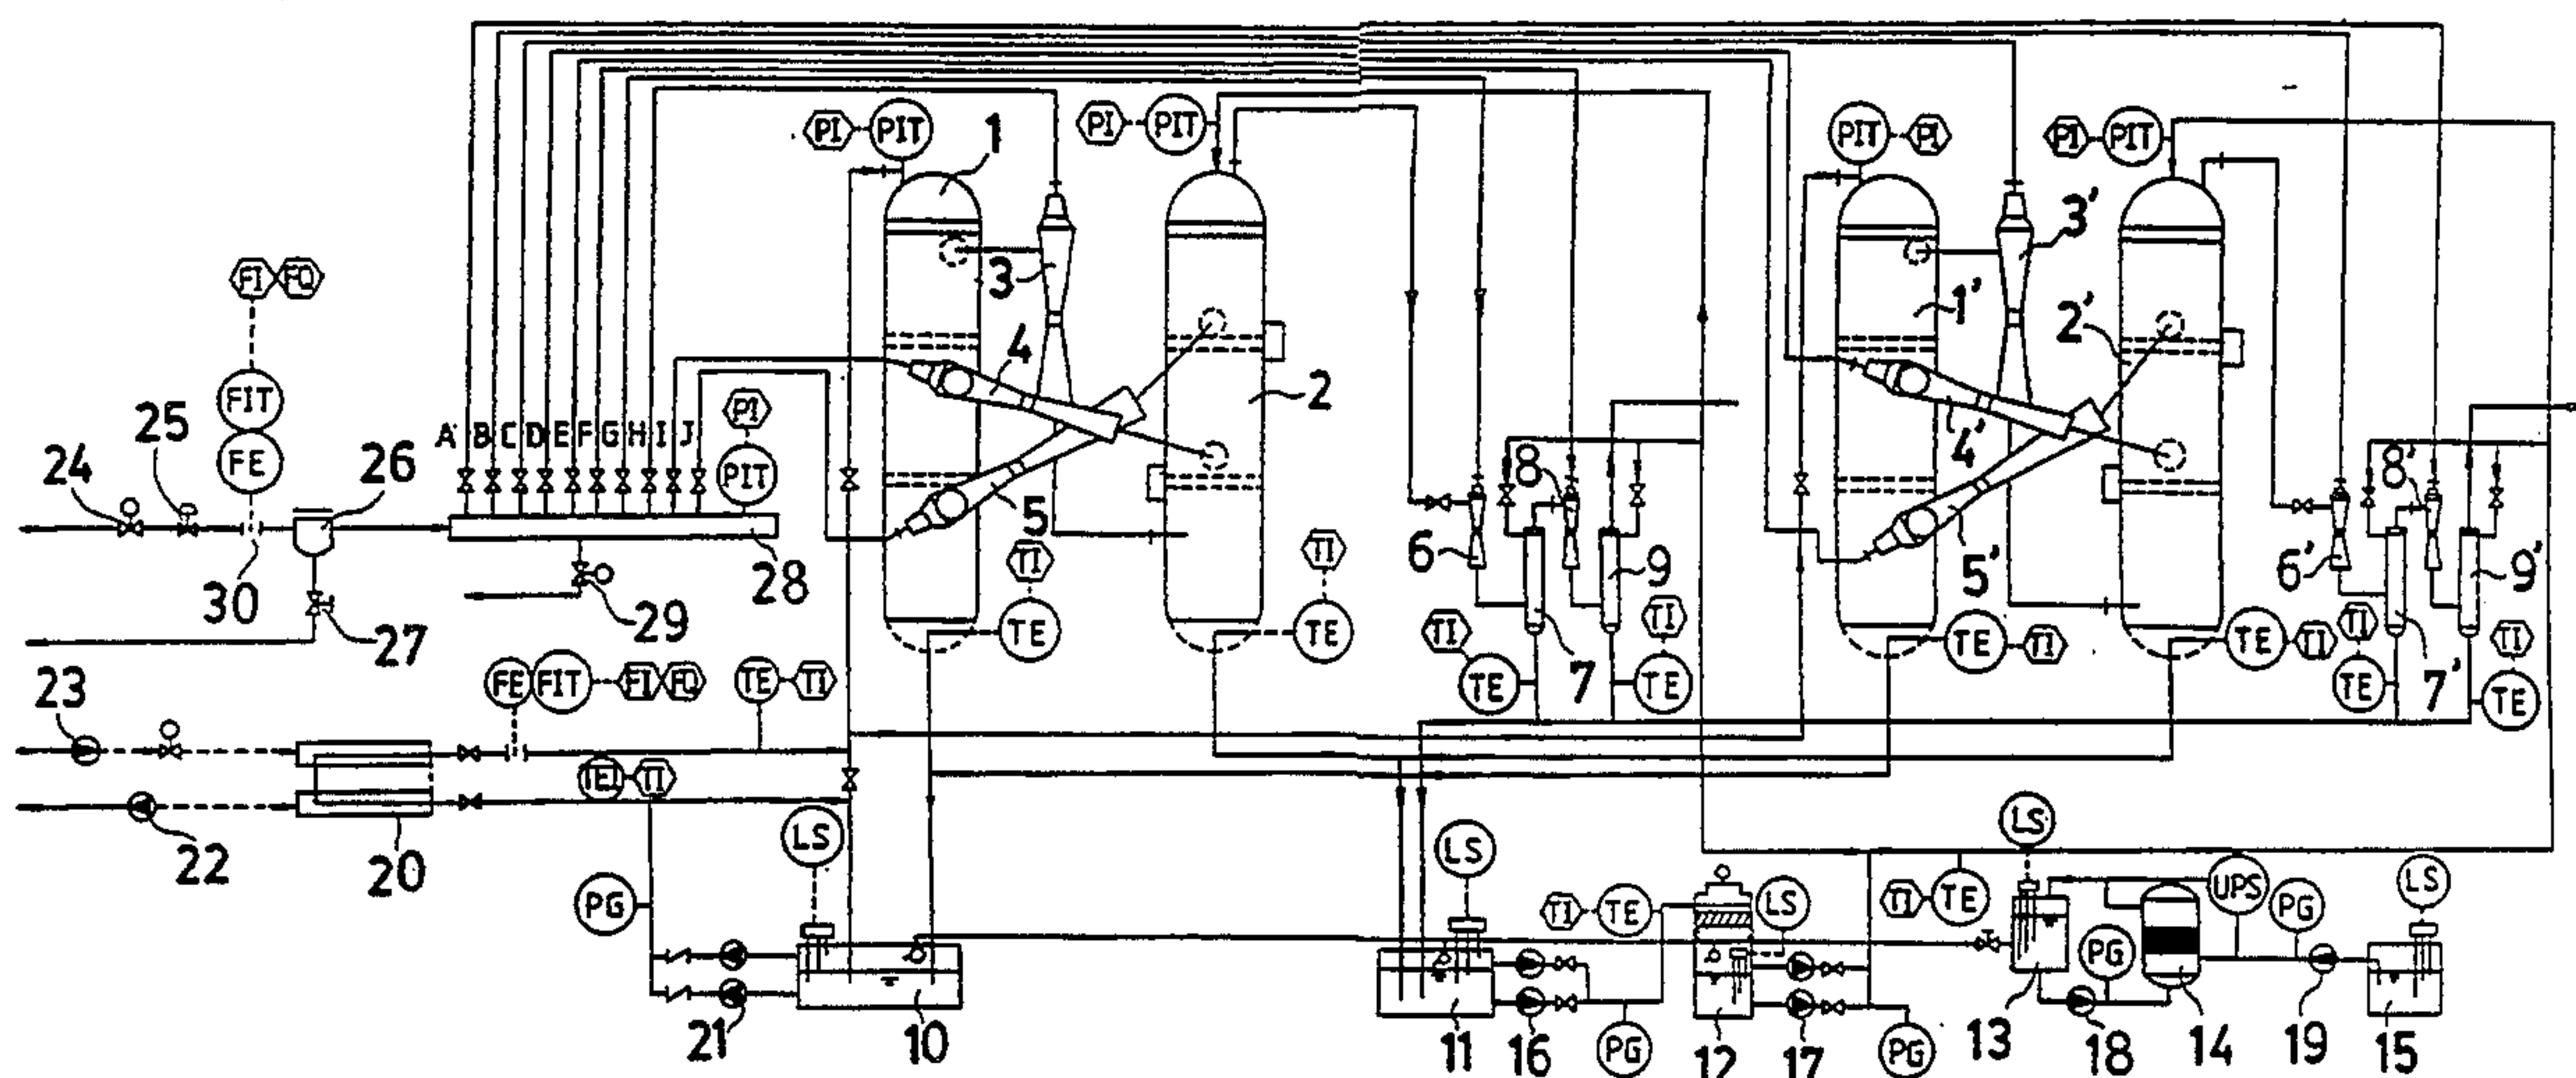 PI PIT
1
PI PIT
PIT PI
PI PIT
3'
FI FQ
3
1'
2'
4
2
FIT
FE
24 25
26
A B C D E F G H I J
PI
PIT
4'
8
8'
30
27
29
28
5
TI
TE
TI
TE
6
9
7
TI
TE
TI
TE
5'
TE TI
TE TI
6'
9'
7'
TI
TE
TI
TE
23
FE FIT FI FQ
TE TI
TE TI
22
20
LS
PG
21
10
LS
11
16
PG
TI TE
LS
12
17
PG
TI TE
LS
13
PG
18
UPS
14
PG
19
LS
15